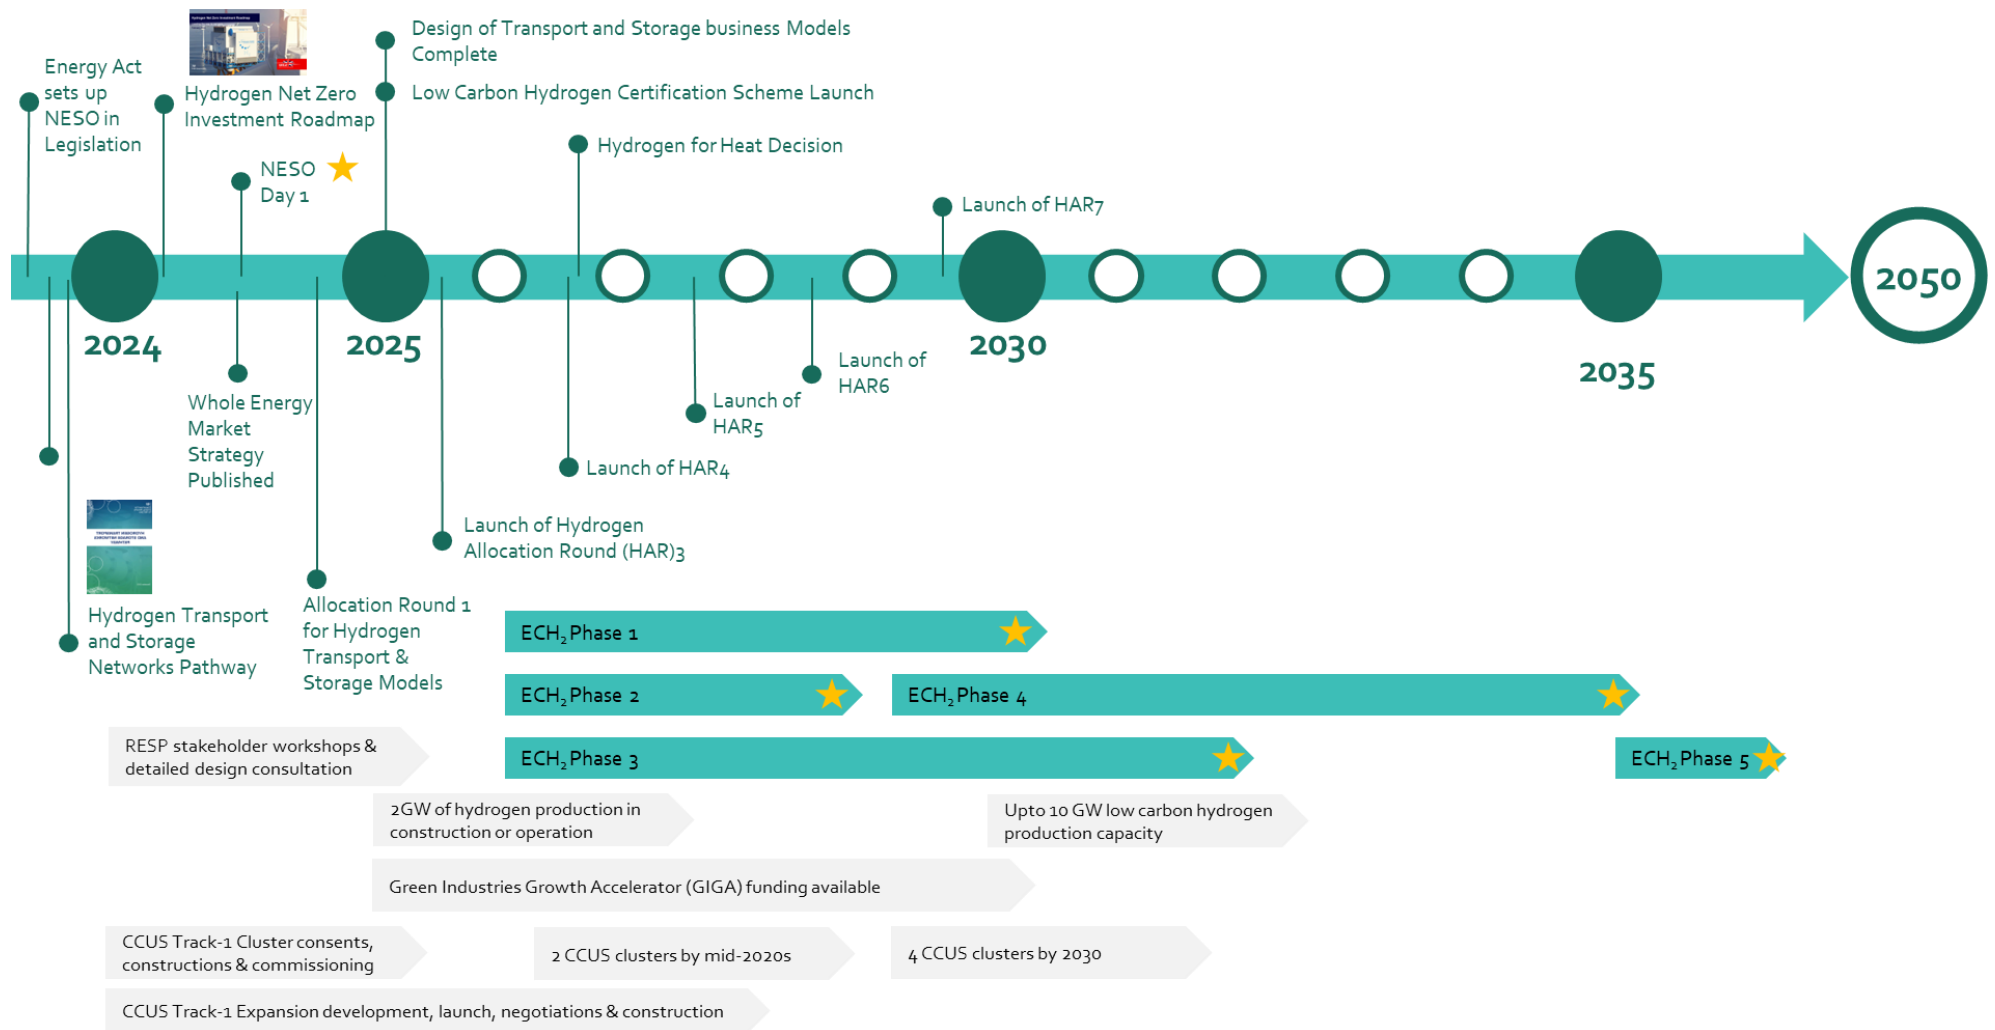 Design of Transport and Storage business Models
Complete
Energy Act
sets up
NESO in
Legislation
Hydrogen Net Zero
Investment Roadmap
Low Carbon Hydrogen Certification Scheme Launch
Hydrogen for Heat Decision
NESO
Day 1
Launch of HAR7
2050
2024
2025
2030
2035
Launch of
HAR6
Whole Energy
Market
Strategy
Published
Launch of
HAR5
Launch of HAR4
Launch of Hydrogen
Allocation Round (HAR)3
Hydrogen Transport
and Storage
Networks Pathway
Allocation Round 1
for Hydrogen
Transport &
Storage Models
ECH₂ Phase 1
ECH₂ Phase 2
ECH₂ Phase 4
ECH₂ Phase 3
ECH₂ Phase 5
RESP stakeholder workshops &
detailed design consultation
2GW of hydrogen production in
construction or operation
Upto 10 GW low carbon hydrogen
production capacity
Green Industries Growth Accelerator (GIGA) funding available
CCUS Track-1 Cluster consents,
constructions & commissioning
2 CCUS clusters by mid-2020s
4 CCUS clusters by 2030
CCUS Track-1 Expansion development, launch, negotiations & construction